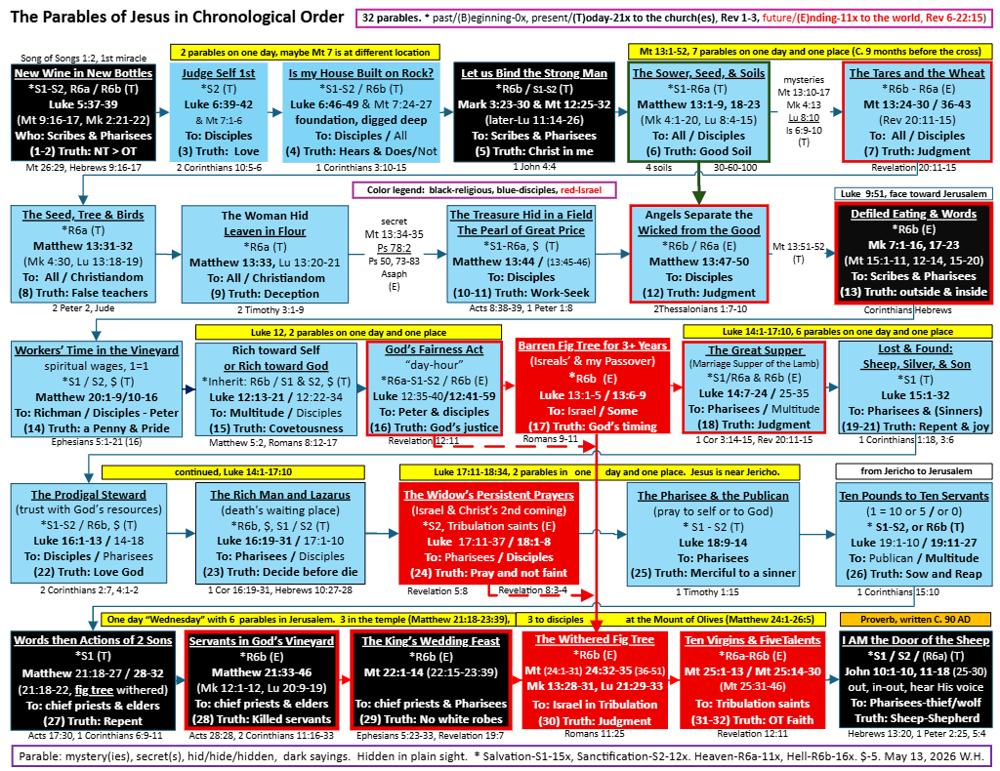 The Parables of Jesus in Chronological Order
32 parables. * past/(B)eginning-0x, present/(T)oday-21x to the church(es), Rev 1-3, future/(E)nding-11x to the world, Rev 6-22:15)
Song of Songs 1:2, 1st miracle
2 parables on one day, maybe Mt 7 is at different location
Mt 13:1-52, 7 parables on one day and one place (C. 9 months before the cross)
New Wine in New Bottles
*S1-S2, R6a / R6b (T)
Luke 5:37-39
(Mt 9:16-17, Mk 2:21-22)
Who: Scribes & Pharisees
(1-2) Truth: NT > OT
Mt 26:29, Hebrews 9:16-17
Judge Self 1st
*S2 (T)
Luke 6:39-42
& Mt 7:1-6
To: Disciples
(3) Truth: Love
2 Corinthians 10:5-6
Is my House Built on Rock?
*S1-S2 / R6b (T)
Luke 6:46-49 & Mt 7:24-27
foundation, digged deep
To: Disciples / All
(4) Truth: Hears & Does/Not
1 Corinthians 3:10-15
Let us Bind the Strong Man
*R6b / S1-S2 (T)
Mark 3:23-30 & Mt 12:25-32
(later-Lu 11:14-26)
To: Scribes & Pharisees
(5) Truth: Christ in me
1 John 4:4
The Sower, Seed, & Soils
*S1-R6a (T)
Matthew 13:1-9, 18-23
(Mk 4:1-20, Lu 8:4-15)
To: All / Disciples
(6) Truth: Good Soil
4 soils 30-60-100
mysteries
Mt 13:10-17
Mk 4:13
Lu 8:10
Is 6:9-10
(T)
The Tares and the Wheat
*R6b - R6a (E)
Mt 13:24-30 / 36-43
(Rev 20:11-15)
To: All / Disciples
(7) Truth: Judgment
Revelation 20:11-15
Color legend: black-religious, blue-disciples, red-Israel
Luke 9:51, face toward Jerusalem
The Seed, Tree & Birds
*R6a (T)
Matthew 13:31-32
(Mk 4:30, Lu 13:18-19)
To: All / Christiandom
(8) Truth: False teachers
2 Peter 2, Jude
The Woman Hid
Leaven in Flour
*R6a (T)
Matthew 13:33, Lu 13:20-21
To: All / Christiandom
(9) Truth: Deception
2 Timothy 3:1-9
secret
Mt 13:34-35
Ps 78:2
Ps 50, 73-83
Asaph
(E)
The Treasure Hid in a Field
The Pearl of Great Price
*S1-R6a, $ (T)
Matthew 13:44 / (13:45-46)
To: Disciples
(10-11) Truth: Work-Seek
Acts 8:38-39, 1 Peter 1:8
Angels Separate the
Wicked from the Good
*R6b / R6a (E)
Matthew 13:47-50
To: Disciples
(12) Truth: Judgment
2Thessalonians 1:7-10
Mt 13:51-52
(T)
Defiled Eating & Words
*R6b (E)
Mk 7:1-16, 17-23
(Mt 15:1-11, 12-14, 15-20)
To: Scribes & Pharisees
(13) Truth: outside & inside
Corinthians Hebrews
Luke 12, 2 parables on one day and one place
Luke 14:1-17:10, 6 parables on one day and one place
Workers' Time in the Vineyard
spiritual wages, 1=1
*S1 / S2, $ (T)
Matthew 20:1-9/10-16
To: Richman / Disciples - Peter
(14) Truth: a Penny & Pride
Ephesians 5:1-21 (16)
Rich toward Self
or Rich toward God
*Inherit: R6b / S1 & S2, $ (T)
Luke 12:13-21 / 12:22-34
To: Multitude / Disciples
(15) Truth: Covetousness
Matthew 5:2, Romans 8:12-17
God's Fairness Act
"day-hour"
*R6a-S1-S2 / R6b (E)
Luke 12:35-40/12:41-59
To: Peter & disciples
(16) Truth: God's justice
Revelation 12:11
Barren Fig Tree for 3+ Years
(Isreals' & my Passover)
*R6b (E)
Luke 13:1-5 / 13:6-9
To: Israel / Some
(17) Truth: God's timing
Romans 9-11
The Great Supper
(Marriage Supper of the Lamb)
*S1/R6a & R6b (E)
Luke 14:7-24 / 25-35
To: Pharisees / Multitude
(18) Truth: Judgment
1 Cor 3:14-15, Rev 20:11-15
Lost & Found:
Sheep, Silver, & Son
*S1 (T)
Luke 15:1-32
To: Pharisees & (Sinners)
(19-21) Truth: Repent & joy
1 Corinthians 1:18, 3:6
continued, Luke 14:1-17:10
Luke 17:11-18:34, 2 parables in one day and one place. Jesus is near Jericho.
from Jericho to Jerusalem
The Prodigal Steward
(trust with God's resources)
*S1-S2 / R6b, $ (T)
Luke 16:1-13 / 14-18
To: Disciples / Pharisees
(22) Truth: Love God
2 Corinthians 2:7, 4:1-2
The Rich Man and Lazarus
(death's waiting place)
*R6b, $, S1 / S2 (T)
Luke 16:19-31 / 17:1-10
To: Pharisees / Disciples
(23) Truth: Decide before die
1 Cor 16:19-31, Hebrews 10:27-28
The Widow's Persistent Prayers
(Israel & Christ's 2nd coming)
*S2, Tribulation saints (E)
Luke 17:11-37 / 18:1-8
To: Pharisees / Disciples
(24) Truth: Pray and not faint
Revelation 5:8 Revelation 8:3-4
The Pharisee & the Publican
(pray to self or to God)
*S1 - S2 (T)
Luke 18:9-14
To: Pharisees
(25) Truth: Merciful to a sinner
1 Timothy 1:15
Ten Pounds to Ten Servants
(1 = 10 or 5 / or 0)
* S1-S2, or R6b (T)
Luke 19:1-10 / 19:11-27
To: Publican / Multitude
(26) Truth: Sow and Reap
1 Corinthians 15:10
One day "Wednesday" with 6 parables in Jerusalem. 3 in the temple (Matthew 21:18-23:39), 3 to disciples at the Mount of Olives (Matthew 24:1-26:5)
Proverb, written C. 90 AD
Words then Actions of 2 Sons
*S1 (T)
Matthew 21:18-27 / 28-32
(21:18-22, fig tree withered)
To: chief priests & elders
(27) Truth: Repent
Acts 17:30, 1 Corinthians 6:9-11
Servants in God's Vineyard
*R6b (E)
Matthew 21:33-46
(Mk 12:1-12, Lu 20:9-19)
To: chief priests & elders
(28) Truth: Killed servants
Acts 28:28, 2 Corinthians 11:16-33
The King's Wedding Feast
*R6b (E)
Mt 22:1-14 (22:15-23:39)
To: chief priests & Pharisees
(29) Truth: No white robes
Ephesians 5:23-33, Revelation 19:7
The Withered Fig Tree
*R6b (E)
Mt (24:1-31) 24:32-35 (36-51)
Mk 13:28-31, Lu 21:29-33
To: Israel in Tribulation
(30) Truth: Judgment
Romans 11:25
Ten Virgins & FiveTalents
*R6a-R6b (E)
Mt 25:1-13 / Mt 25:14-30
(Mt 25:31-46)
To: Tribulation saints
(31-32) Truth: OT Faith
Revelation 12:11
I AM the Door of the Sheep
*S1 / S2 / (R6a) (T)
John 10:1-10, 11-18 (25-30)
out, in-out, hear His voice
To: Pharisees-thief/wolf
Truth: Sheep-Shepherd
Hebrews 13:20, 1 Peter 2:25, 5:4
Parable: mystery(ies), secret(s), hid/hide/hidden, dark sayings. Hidden in plain sight. * Salvation-S1-15x, Sanctification-S2-12x. Heaven-R6a-11x, Hell-R6b-16x. $-5. May 13, 2026 W.H.